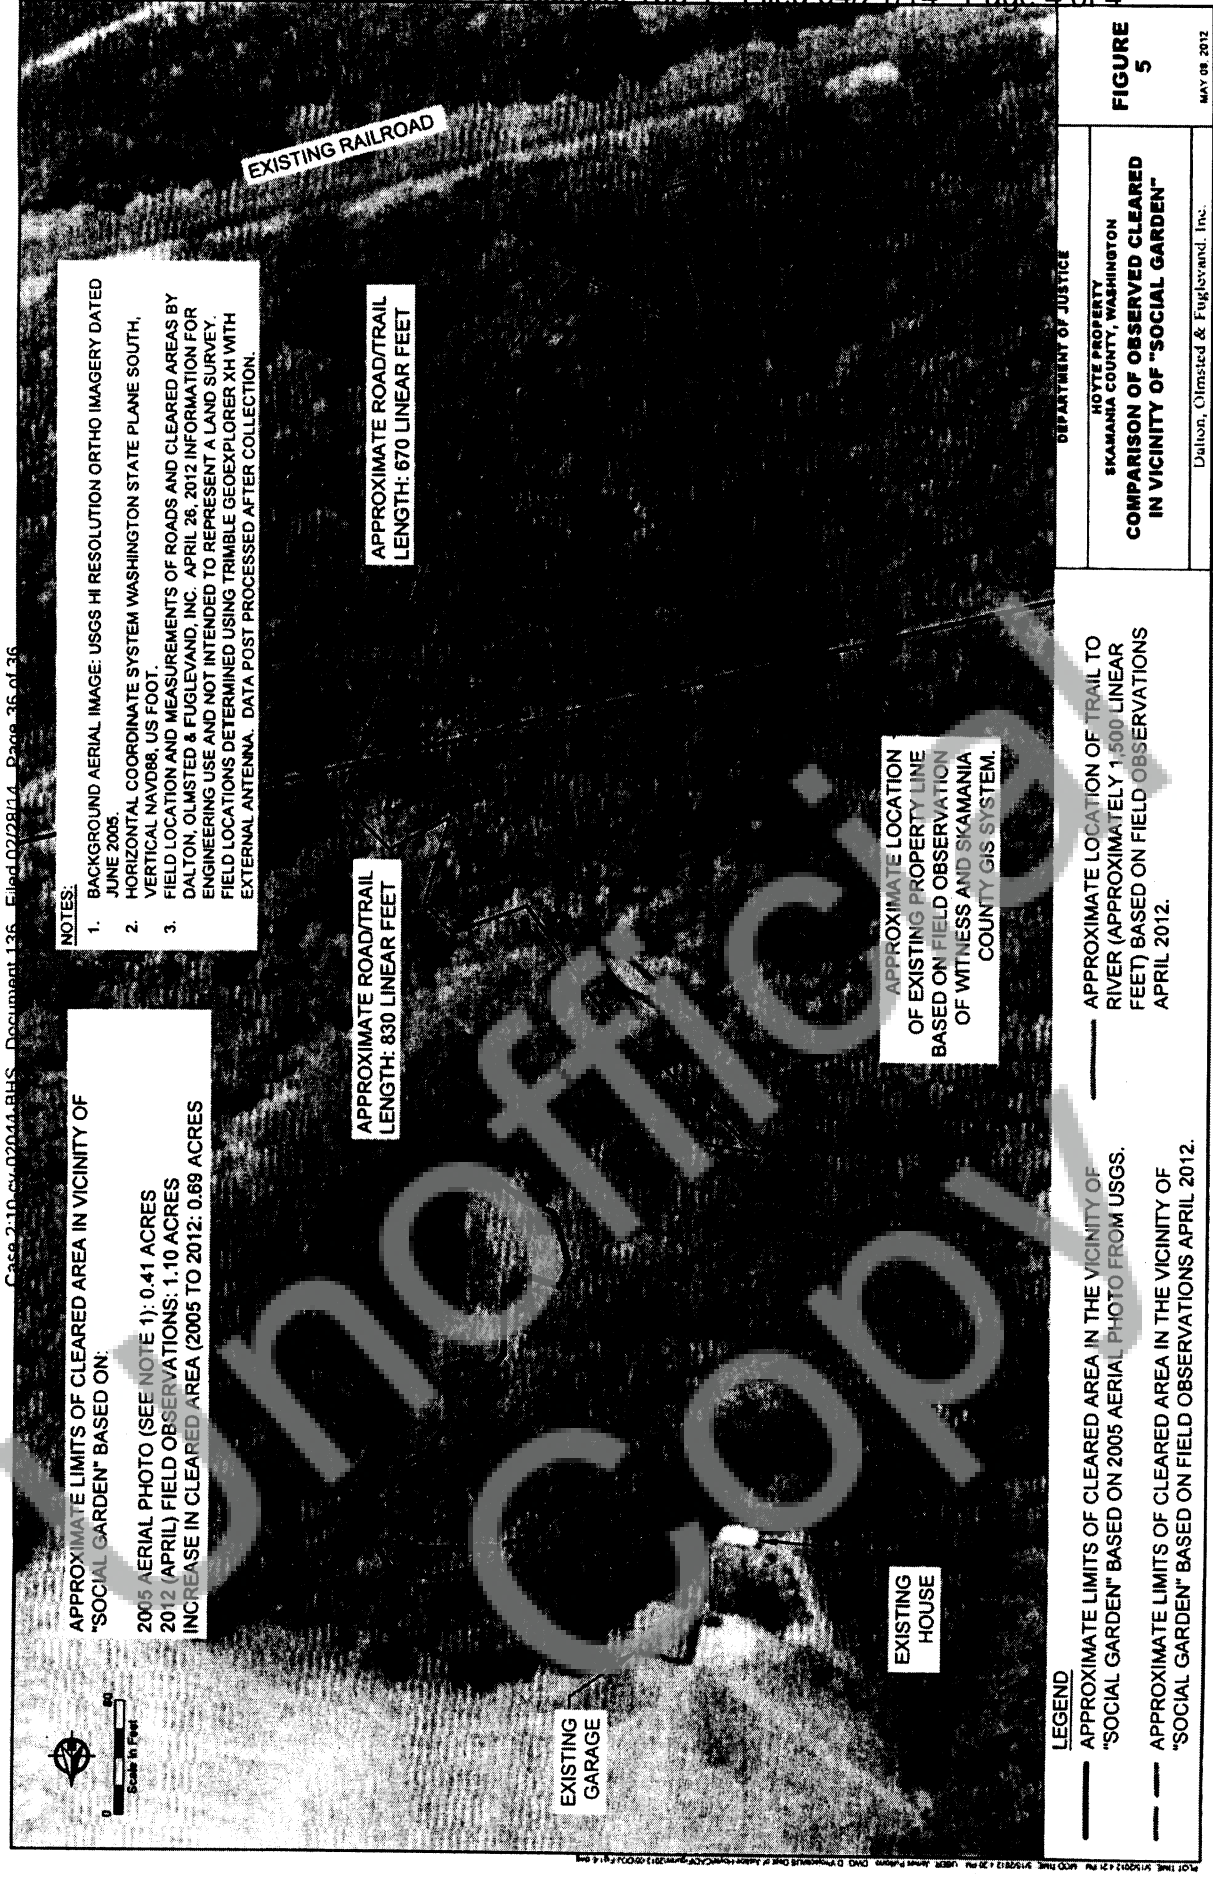 Case 2:10-cv-02044-BHS Document 136 Filed 02/28/14 Page 36 of 36
APPROXIMATE LIMITS OF CLEARED AREA IN VICINITY OF
"SOCIAL GARDEN" BASED ON:
2005 AERIAL PHOTO (SEE NOTE 1): 0.41 ACRES
2012 (APRIL) FIELD OBSERVATIONS: 1.10 ACRES
INCREASE IN CLEARED AREA (2005 TO 2012: 0.69 ACRES
NOTES:
1. BACKGROUND AERIAL IMAGE: USGS HI RESOLUTION ORTHO IMAGERY DATED
JUNE 2005.
2. HORIZONTAL COORDINATE SYSTEM WASHINGTON STATE PLANE SOUTH,
VERTICAL NAVD88, US FOOT.
3. FIELD LOCATION AND MEASUREMENTS OF ROADS AND CLEARED AREAS BY
DALTON, OLMSTED & FUGLEVAND, INC. APRIL 26, 2012 INFORMATION FOR
ENGINEERING USE AND NOT INTENDED TO REPRESENT A LAND SURVEY.
FIELD LOCATIONS DETERMINED USING TRIMBLE GEOEXPLORER XH WITH
EXTERNAL ANTENNA. DATA POST PROCESSED AFTER COLLECTION.
0 80
Scale in Feet
EXISTING RAILROAD
APPROXIMATE ROAD/TRAIL
LENGTH: 830 LINEAR FEET
APPROXIMATE ROAD/TRAIL
LENGTH: 670 LINEAR FEET
EXISTING
GARAGE
EXISTING
HOUSE
APPROXIMATE LOCATION
OF EXISTING PROPERTY LINE
BASED ON FIELD OBSERVATION
OF WITNESS AND SKAMANIA
COUNTY GIS SYSTEM.
Unofficial
Copy
LEGEND
APPROXIMATE LIMITS OF CLEARED AREA IN THE VICINITY OF
"SOCIAL GARDEN" BASED ON 2005 AERIAL PHOTO FROM USGS.
APPROXIMATE LIMITS OF CLEARED AREA IN THE VICINITY OF
"SOCIAL GARDEN" BASED ON FIELD OBSERVATIONS APRIL 2012.
APPROXIMATE LOCATION OF TRAIL TO
RIVER (APPROXIMATELY 1,500 LINEAR
FEET) BASED ON FIELD OBSERVATIONS
APRIL 2012.
DEPARTMENT OF JUSTICE
HOYTE PROPERTY
SKAMANIA COUNTY, WASHINGTON
COMPARISON OF OBSERVED CLEARED
IN VICINITY OF "SOCIAL GARDEN"
Dalton, Olmsted & Fuglevand, Inc.
FIGURE
5
MAY 09, 2012